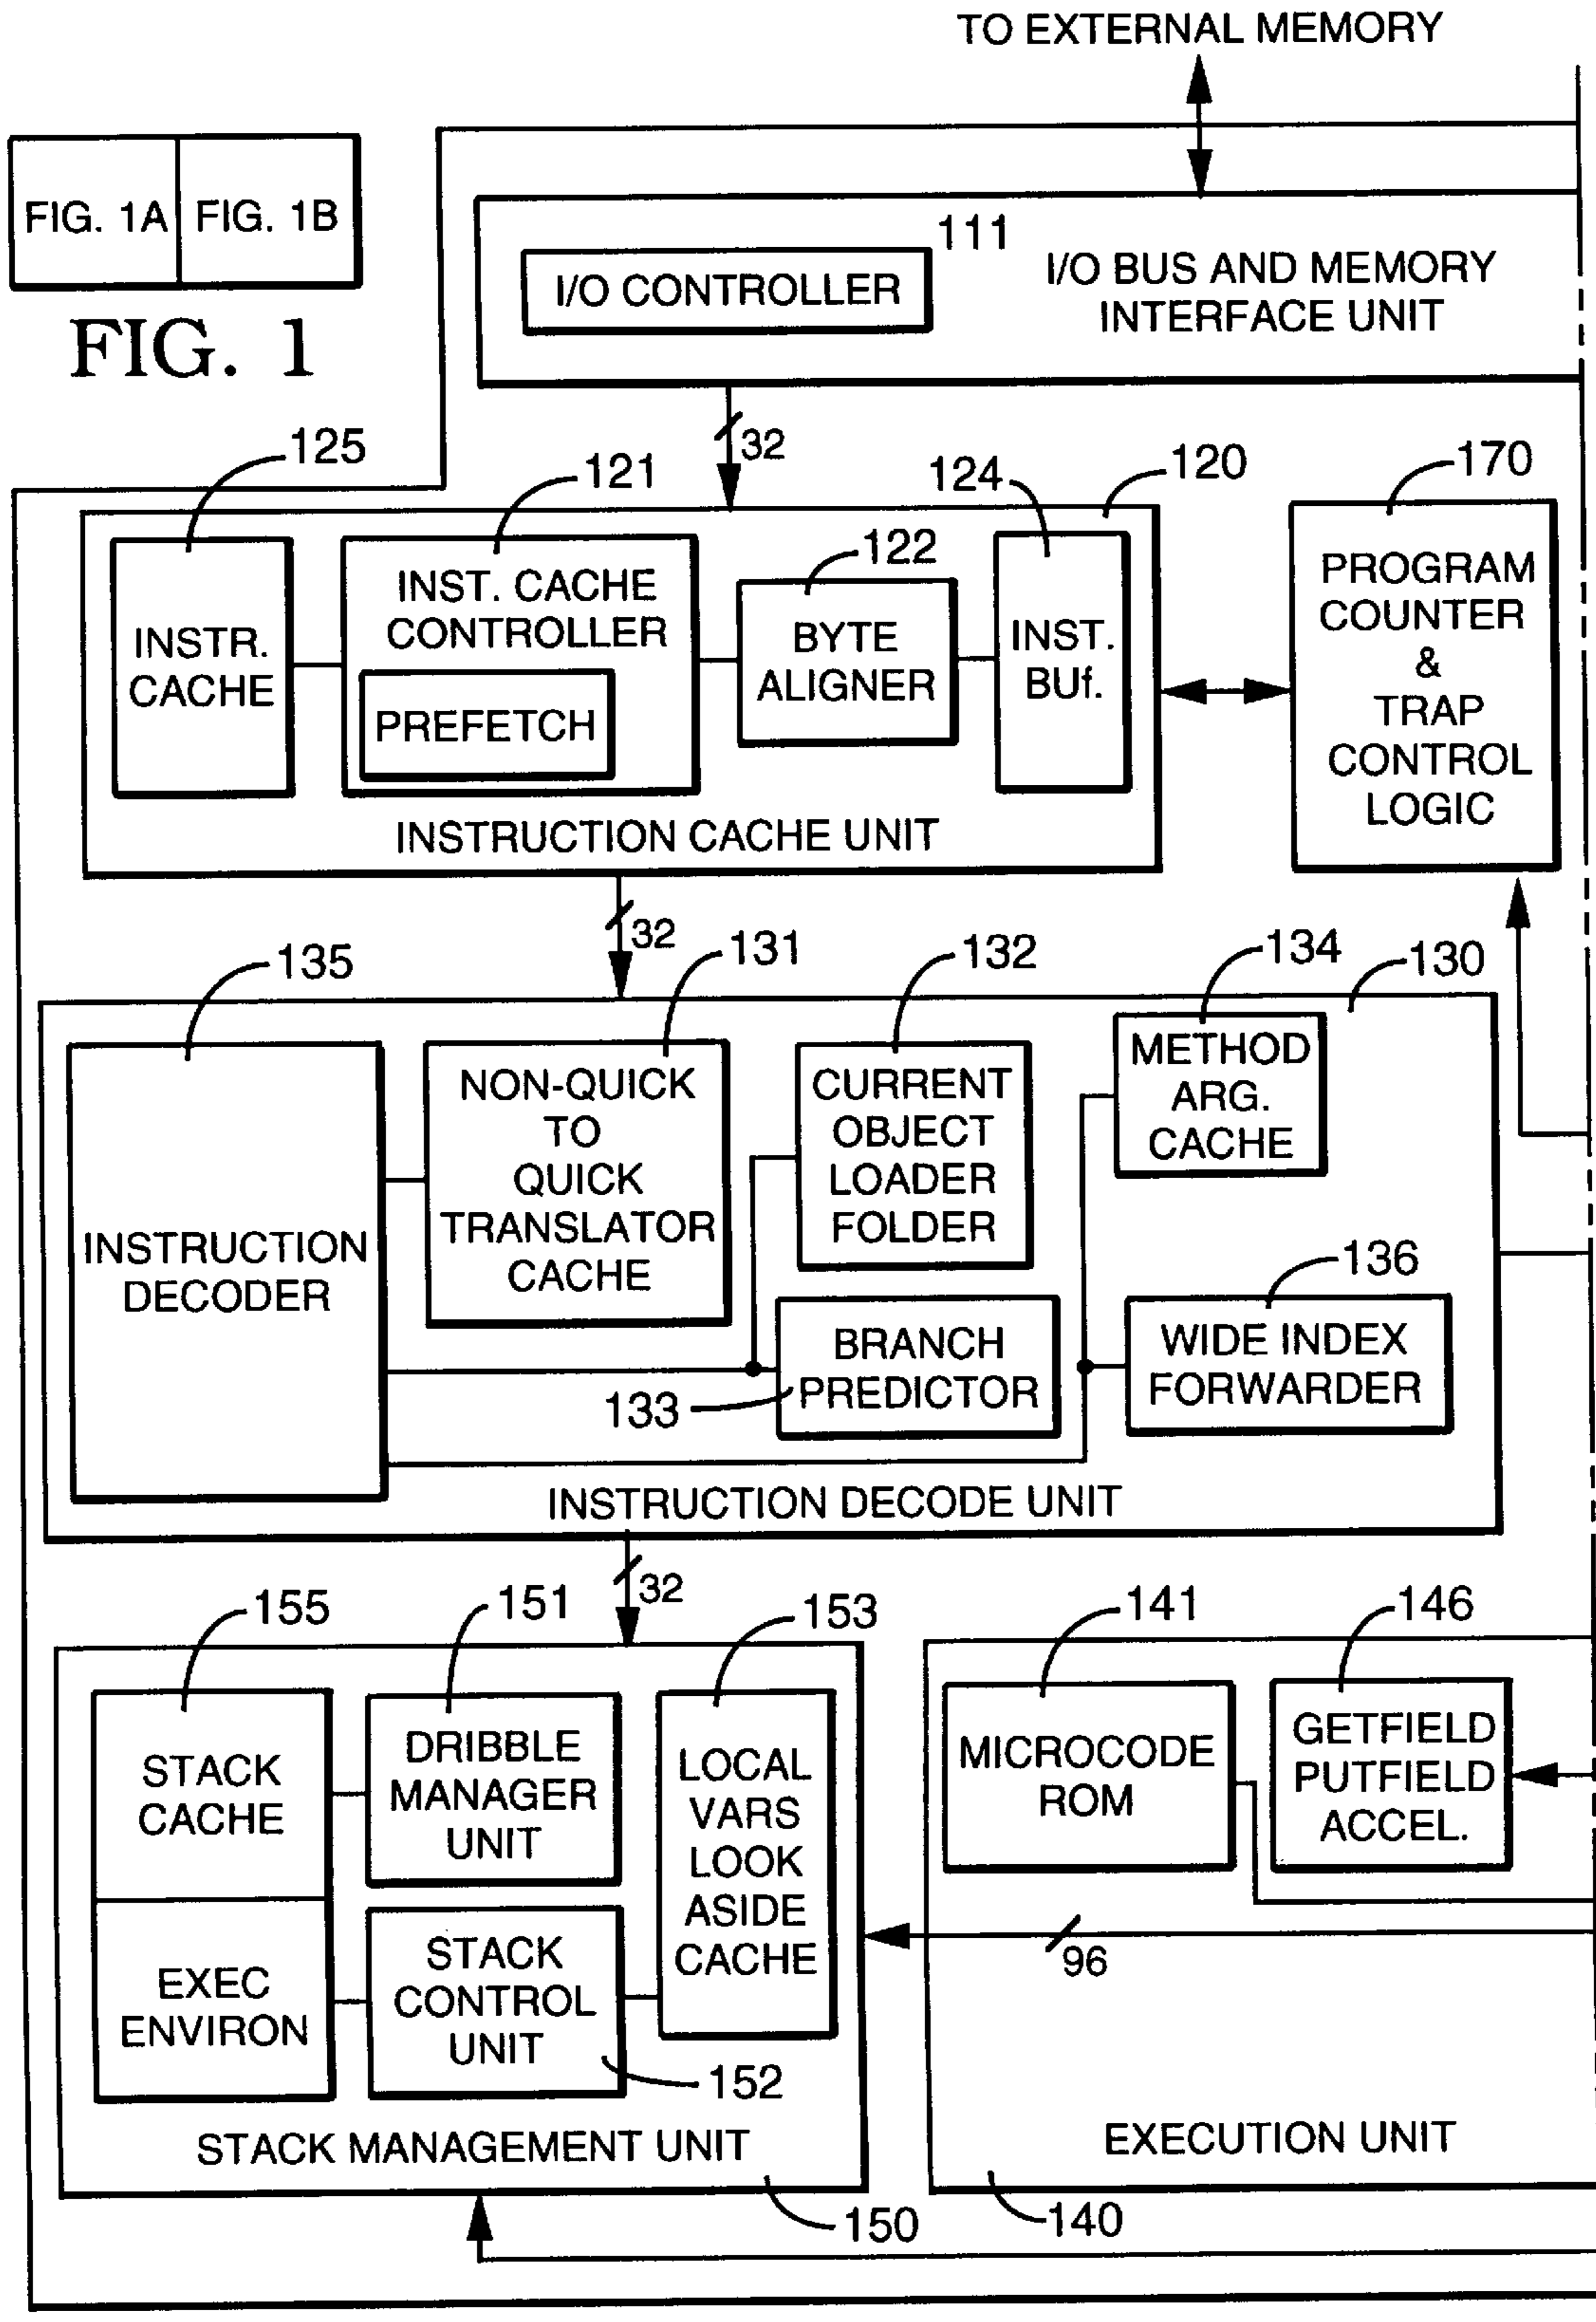 TO EXTERNAL MEMORY
FIG. 1A
FIG. 1B
FIG. 1
111
I/O CONTROLLER
I/O BUS AND MEMORY
INTERFACE UNIT
32
125
121
122
124
120
170
INSTR.
CACHE
INST. CACHE
CONTROLLER
PREFETCH
BYTE
ALIGNER
INST.
BUf.
INSTRUCTION CACHE UNIT
PROGRAM
COUNTER
&
TRAP
CONTROL
LOGIC
32
135
131
132
134
130
INSTRUCTION
DECODER
NON-QUICK
TO
QUICK
TRANSLATOR
CACHE
CURRENT
OBJECT
LOADER
FOLDER
METHOD
ARG.
CACHE
136
133
BRANCH
PREDICTOR
WIDE INDEX
FORWARDER
INSTRUCTION DECODE UNIT
32
155
151
153
141
146
STACK
CACHE
DRIBBLE
MANAGER
UNIT
LOCAL
VARS
LOOK
ASIDE
CACHE
MICROCODE
ROM
GETFIELD
PUTFIELD
ACCEL.
96
EXEC
ENVIRON
STACK
CONTROL
UNIT
152
STACK MANAGEMENT UNIT
EXECUTION UNIT
150
140